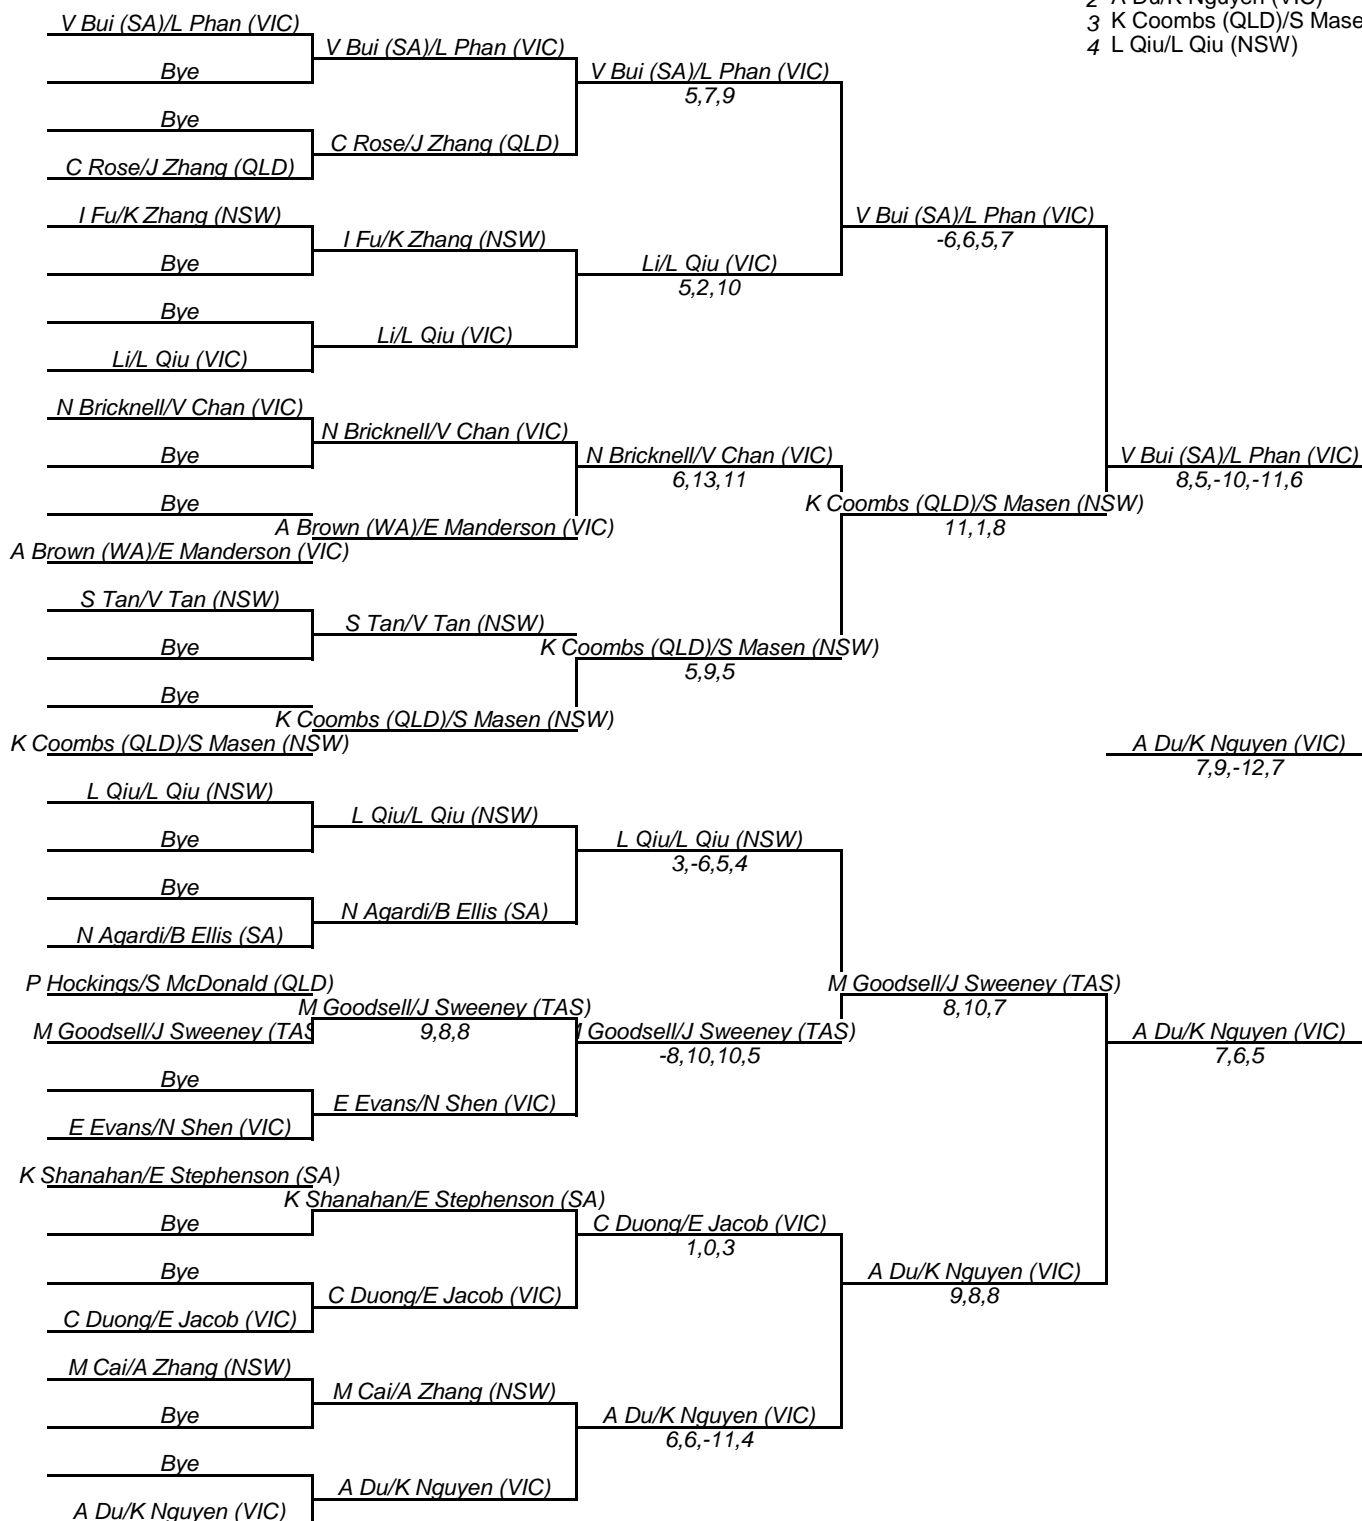 2 A Du/K Nguyen (VIC)
3 K Coombs (QLD)/S Mase
4 L Qiu/L Qiu (NSW)
V Bui (SA)/L Phan (VIC)
Bye
Bye
C Rose/J Zhang (QLD)
I Fu/K Zhang (NSW)
Bye
Bye
Li/L Qiu (VIC)
N Bricknell/V Chan (VIC)
Bye
Bye
A Brown (WA)/E Manderson (VIC)
S Tan/V Tan (NSW)
Bye
Bye
K Coombs (QLD)/S Masen (NSW)
L Qiu/L Qiu (NSW)
Bye
Bye
N Agardi/B Ellis (SA)
P Hockings/S McDonald (QLD)
M Goodsell/J Sweeney (TAS
Bye
E Evans/N Shen (VIC)
K Shanahan/E Stephenson (SA)
Bye
Bye
C Duong/E Jacob (VIC)
M Cai/A Zhang (NSW)
Bye
Bye
A Du/K Nguyen (VIC)
V Bui (SA)/L Phan (VIC)
C Rose/J Zhang (QLD)
I Fu/K Zhang (NSW)
Li/L Qiu (VIC)
N Bricknell/V Chan (VIC)
A Brown (WA)/E Manderson (VIC)
S Tan/V Tan (NSW)
K Coombs (QLD)/S Masen (NSW)
L Qiu/L Qiu (NSW)
N Agardi/B Ellis (SA)
M Goodsell/J Sweeney (TAS)
9,8,8
E Evans/N Shen (VIC)
K Shanahan/E Stephenson (SA)
C Duong/E Jacob (VIC)
M Cai/A Zhang (NSW)
A Du/K Nguyen (VIC)
V Bui (SA)/L Phan (VIC)
5,7,9
Li/L Qiu (VIC)
5,2,10
N Bricknell/V Chan (VIC)
6,13,11
K Coombs (QLD)/S Masen (NSW)
5,9,5
L Qiu/L Qiu (NSW)
3,-6,5,4
Goodsell/J Sweeney (TAS)
-8,10,10,5
C Duong/E Jacob (VIC)
1,0,3
A Du/K Nguyen (VIC)
6,6,-11,4
V Bui (SA)/L Phan (VIC)
-6,6,5,7
K Coombs (QLD)/S Masen (NSW)
11,1,8
M Goodsell/J Sweeney (TAS)
8,10,7
A Du/K Nguyen (VIC)
9,8,8
V Bui (SA)/L Phan (VIC)
8,5,-10,-11,6
A Du/K Nguyen (VIC)
7,9,-12,7
A Du/K Nguyen (VIC)
7,6,5